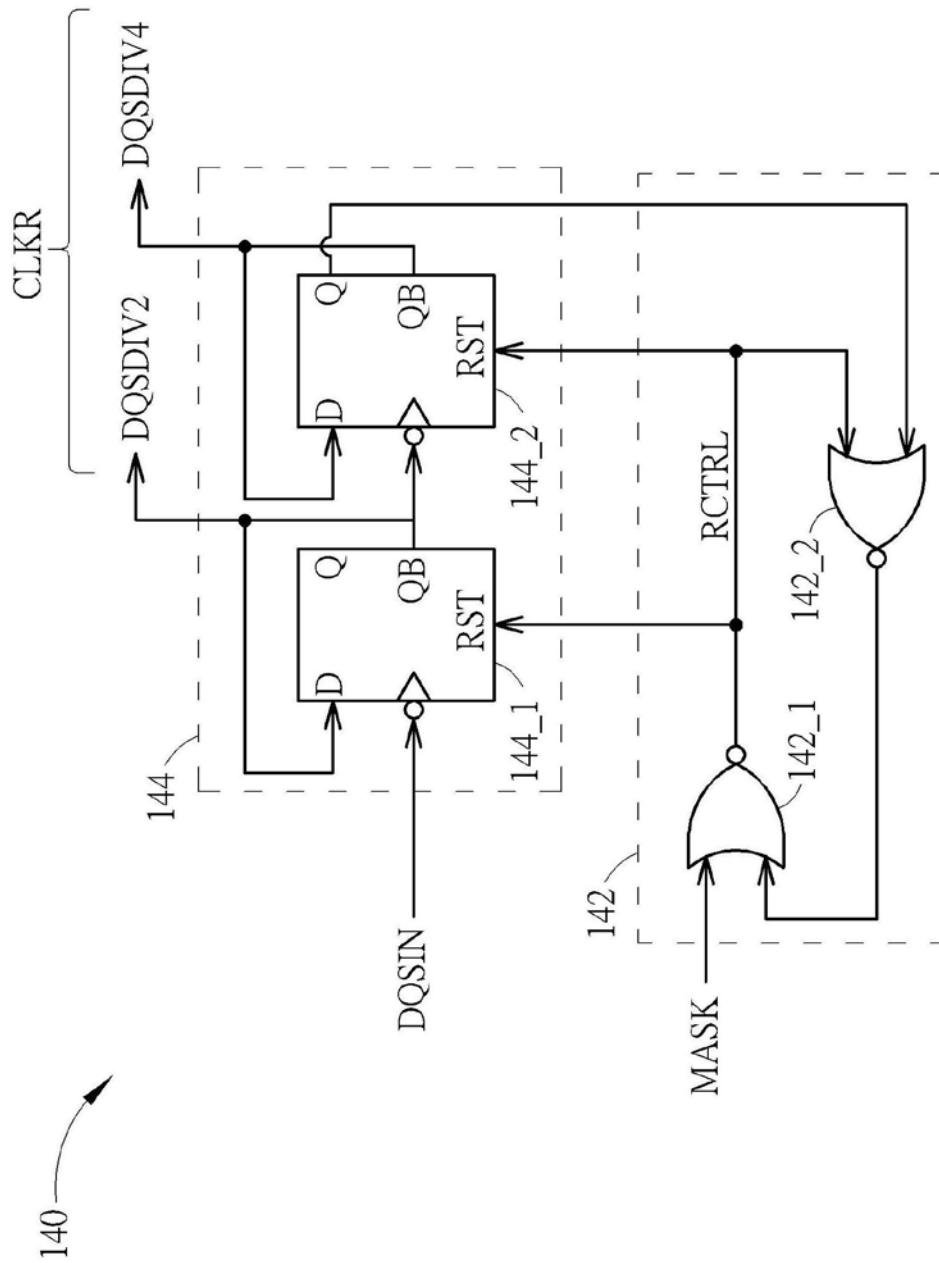 140
CLKR
DQSDIV2
DQSDIV4
144
D
Q
QB
RST
144_1
D
Q
QB
RST
144_2
DQSIN
142
RCTRL
MASK
142_1
142_2